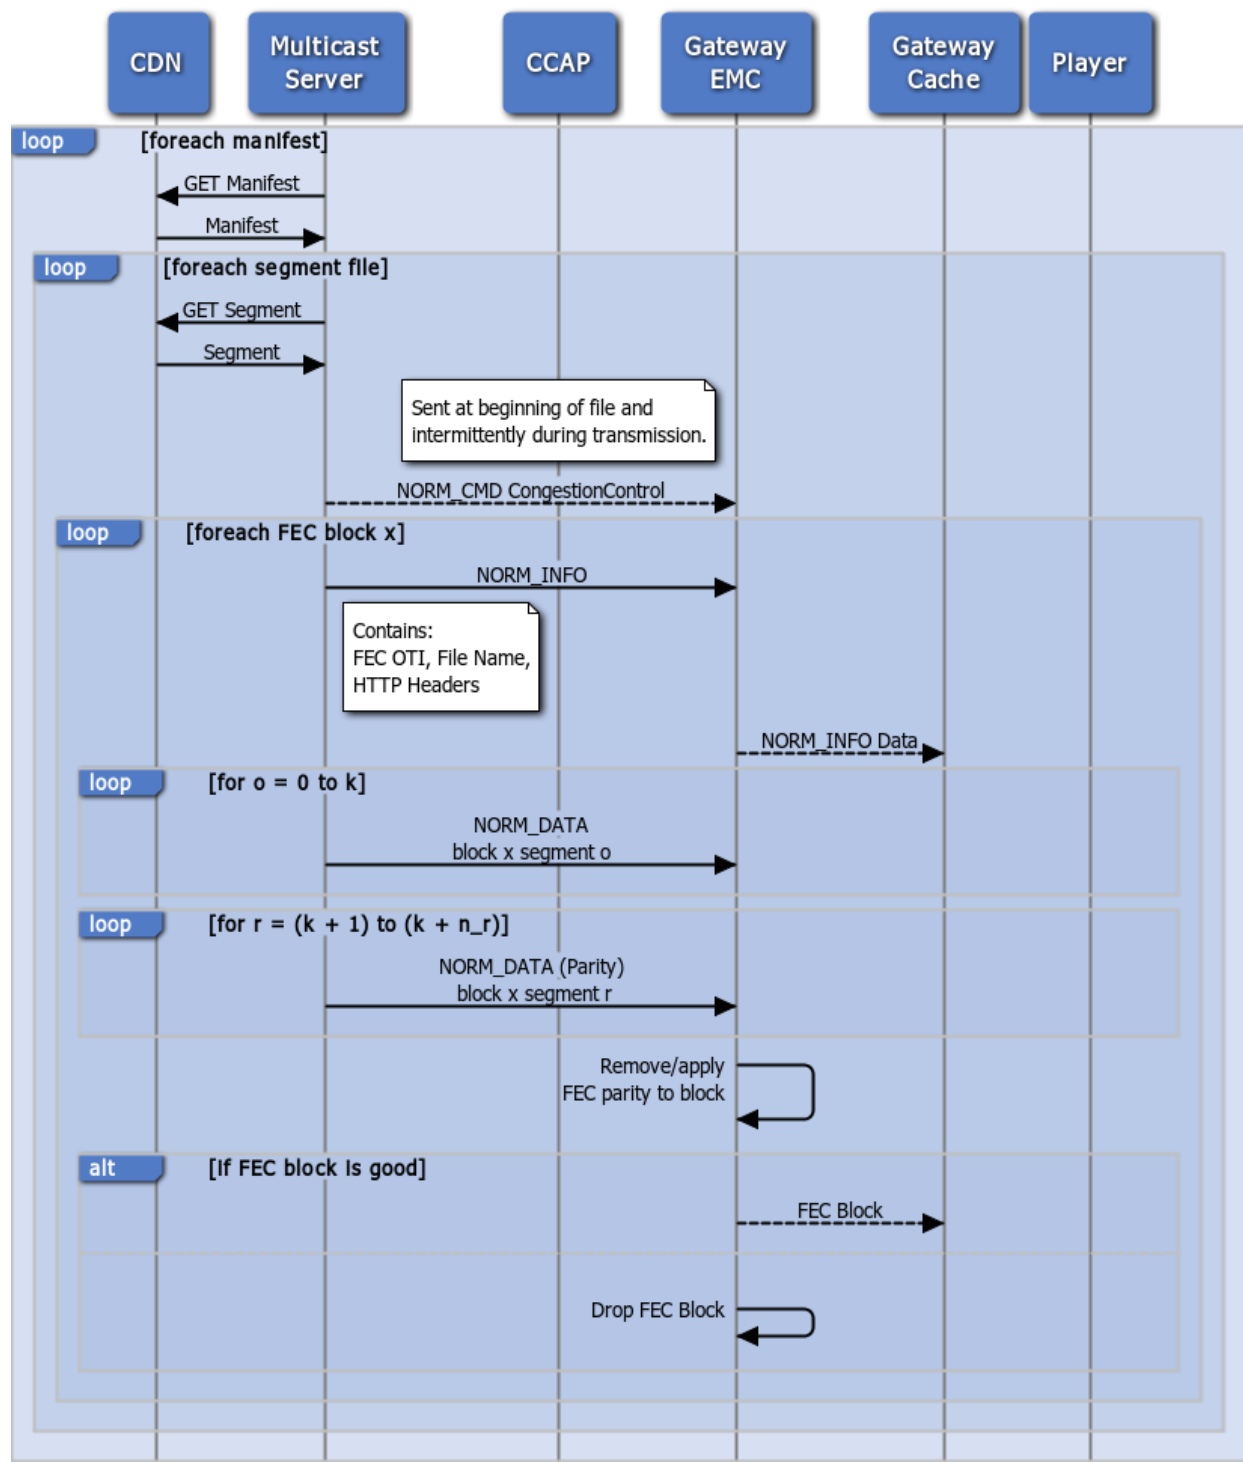 CDN
Multicast
Server
CCAP
Gateway
EMC
Gateway
Cache
Player
loop [foreach manifest]
GET Manifest
Manifest
loop [foreach segment file]
GET Segment
Segment
Sent at beginning of file and
intermittently during transmission.
NORM_CMD CongestionControl
loop [foreach FEC block x]
NORM_INFO
Contains:
FEC OTI, File Name,
HTTP Headers
NORM_INFO Data
loop [for o = 0 to k]
NORM_DATA
block x segment o
loop [for r = (k + 1) to (k + n_r)]
NORM_DATA (Parity)
block x segment r
Remove/apply
FEC parity to block
alt [if FEC block is good]
FEC Block
Drop FEC Block